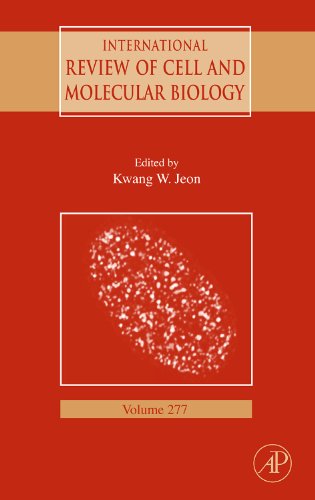 INTERNATIONAL
REVIEW OF CELL AND
MOLECULAR BIOLOGY
Edited by
Kwang W. Jeon
Volume 277
AP